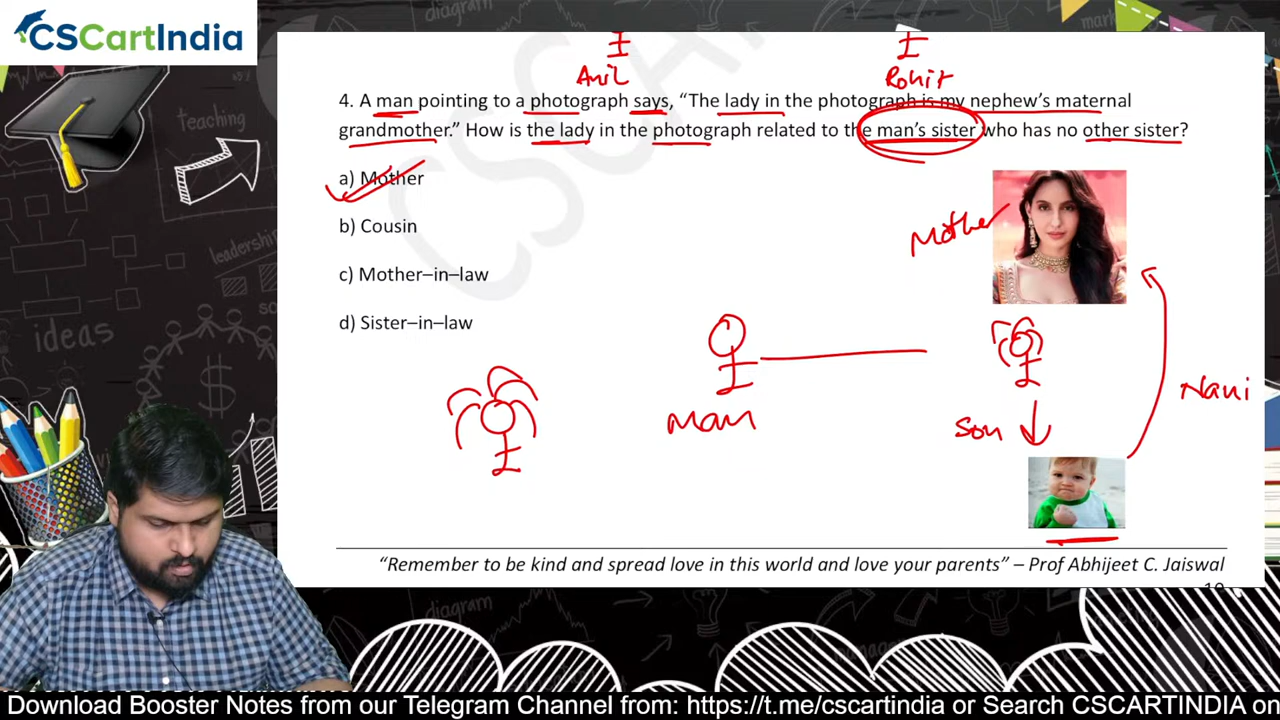 CSCartIndia
Anil
Rohit
4. A man pointing to a photograph says, “The lady in the photograph is my nephew’s maternal
grandmother.” How is the lady in the photograph related to the man’s sister who has no other sister?
a) Mother
b) Cousin
c) Mother–in–law
d) Sister–in–law
Mother
Nani
Man
Son
“Remember to be kind and spread love in this world and love your parents” – Prof Abhijeet C. Jaiswal
teaching
leadership
ideas
diagram
Download Booster Notes from our Telegram Channel from: https://t.me/cscartindia or Search CSCARTINDIA on